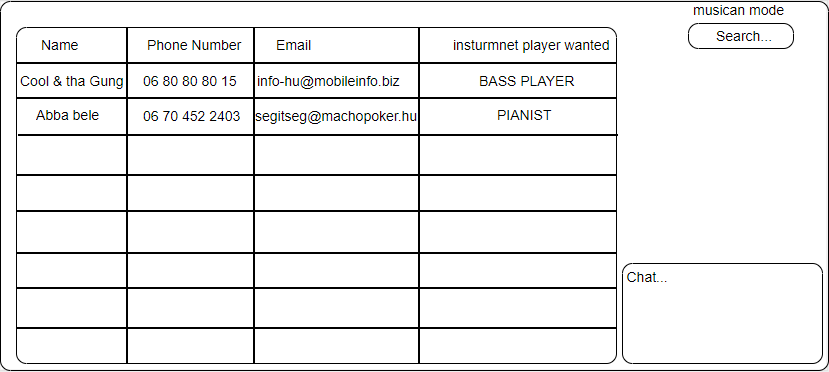 musican mode
Search...
Name Phone Number Email insturmnet player wanted
Cool & tha Gung 06 80 80 80 15 info-hu@mobileinfo.biz BASS PLAYER
Abba bele 06 70 452 2403 segitseg@machopoker.hu PIANIST
Chat...